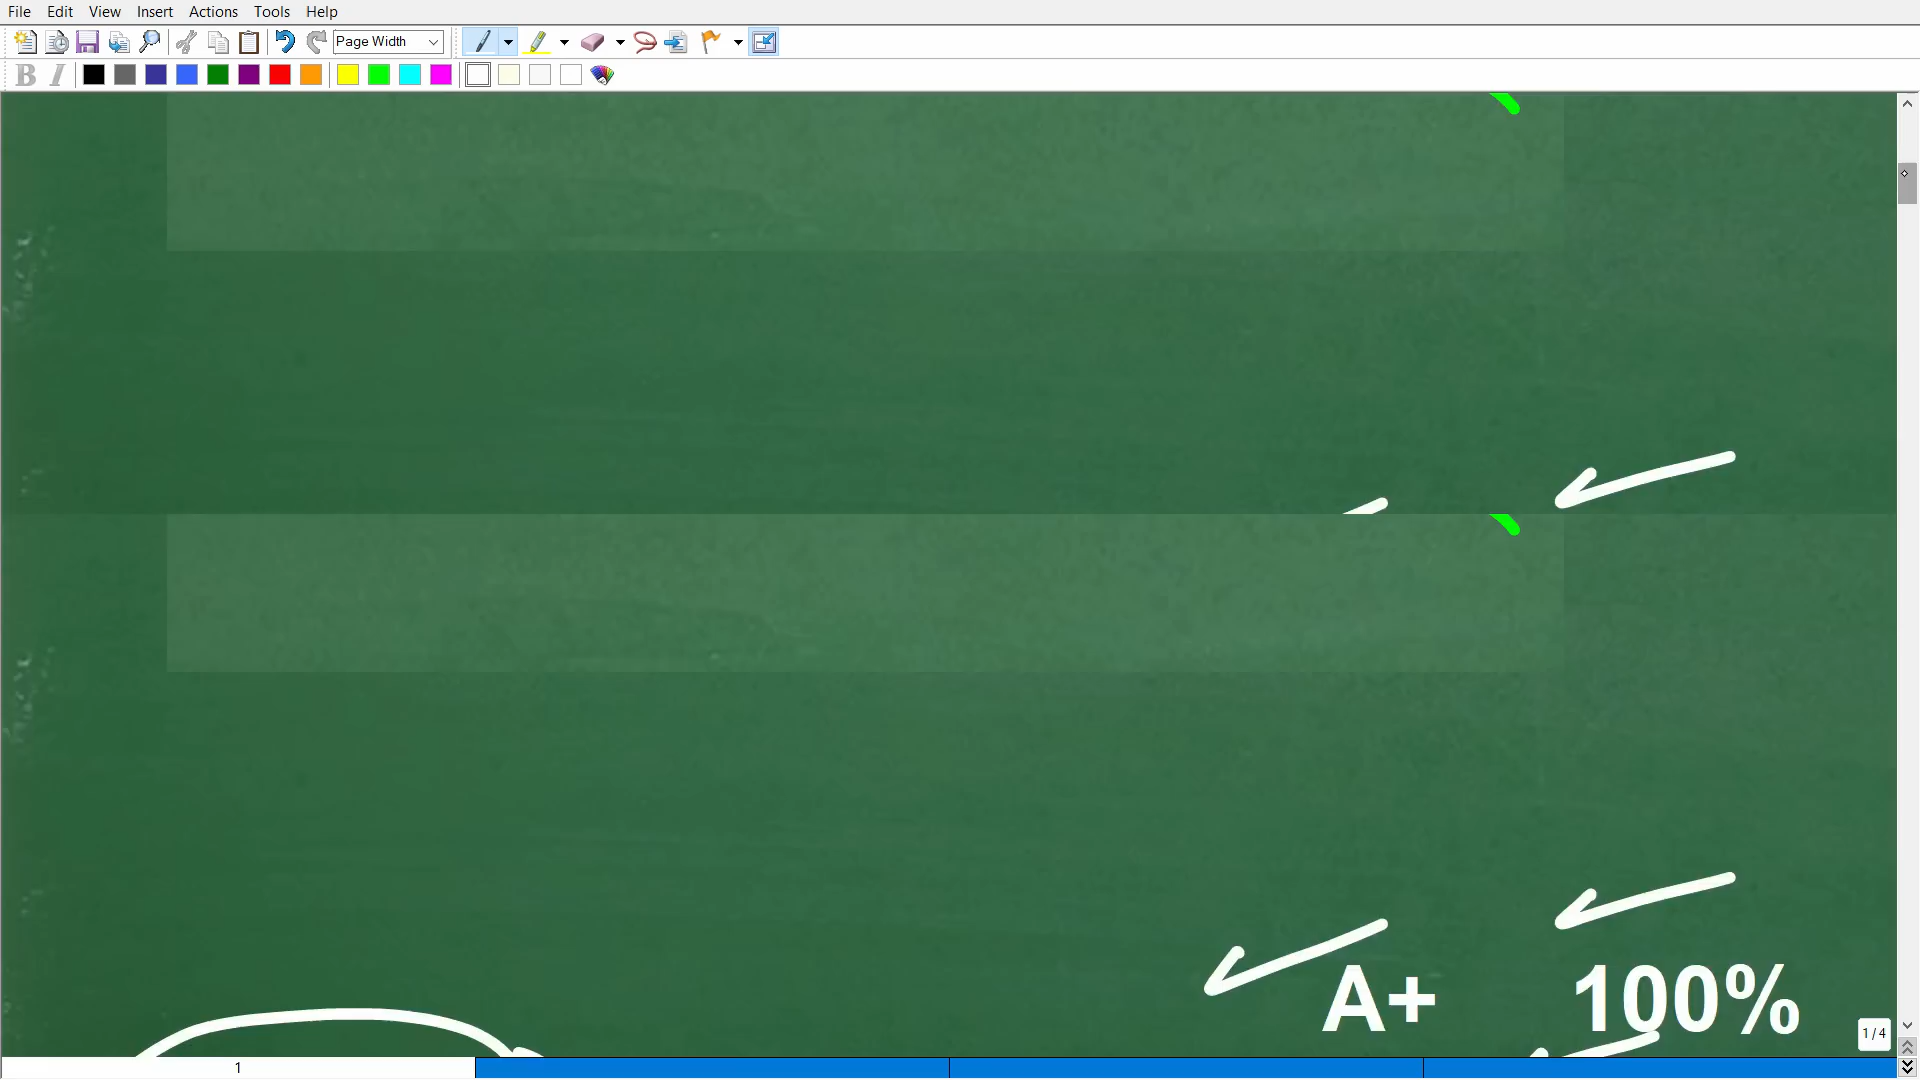 File Edit View Insert Actions Tools Help
Page Width
B I
A+ 100%
1 / 4
1